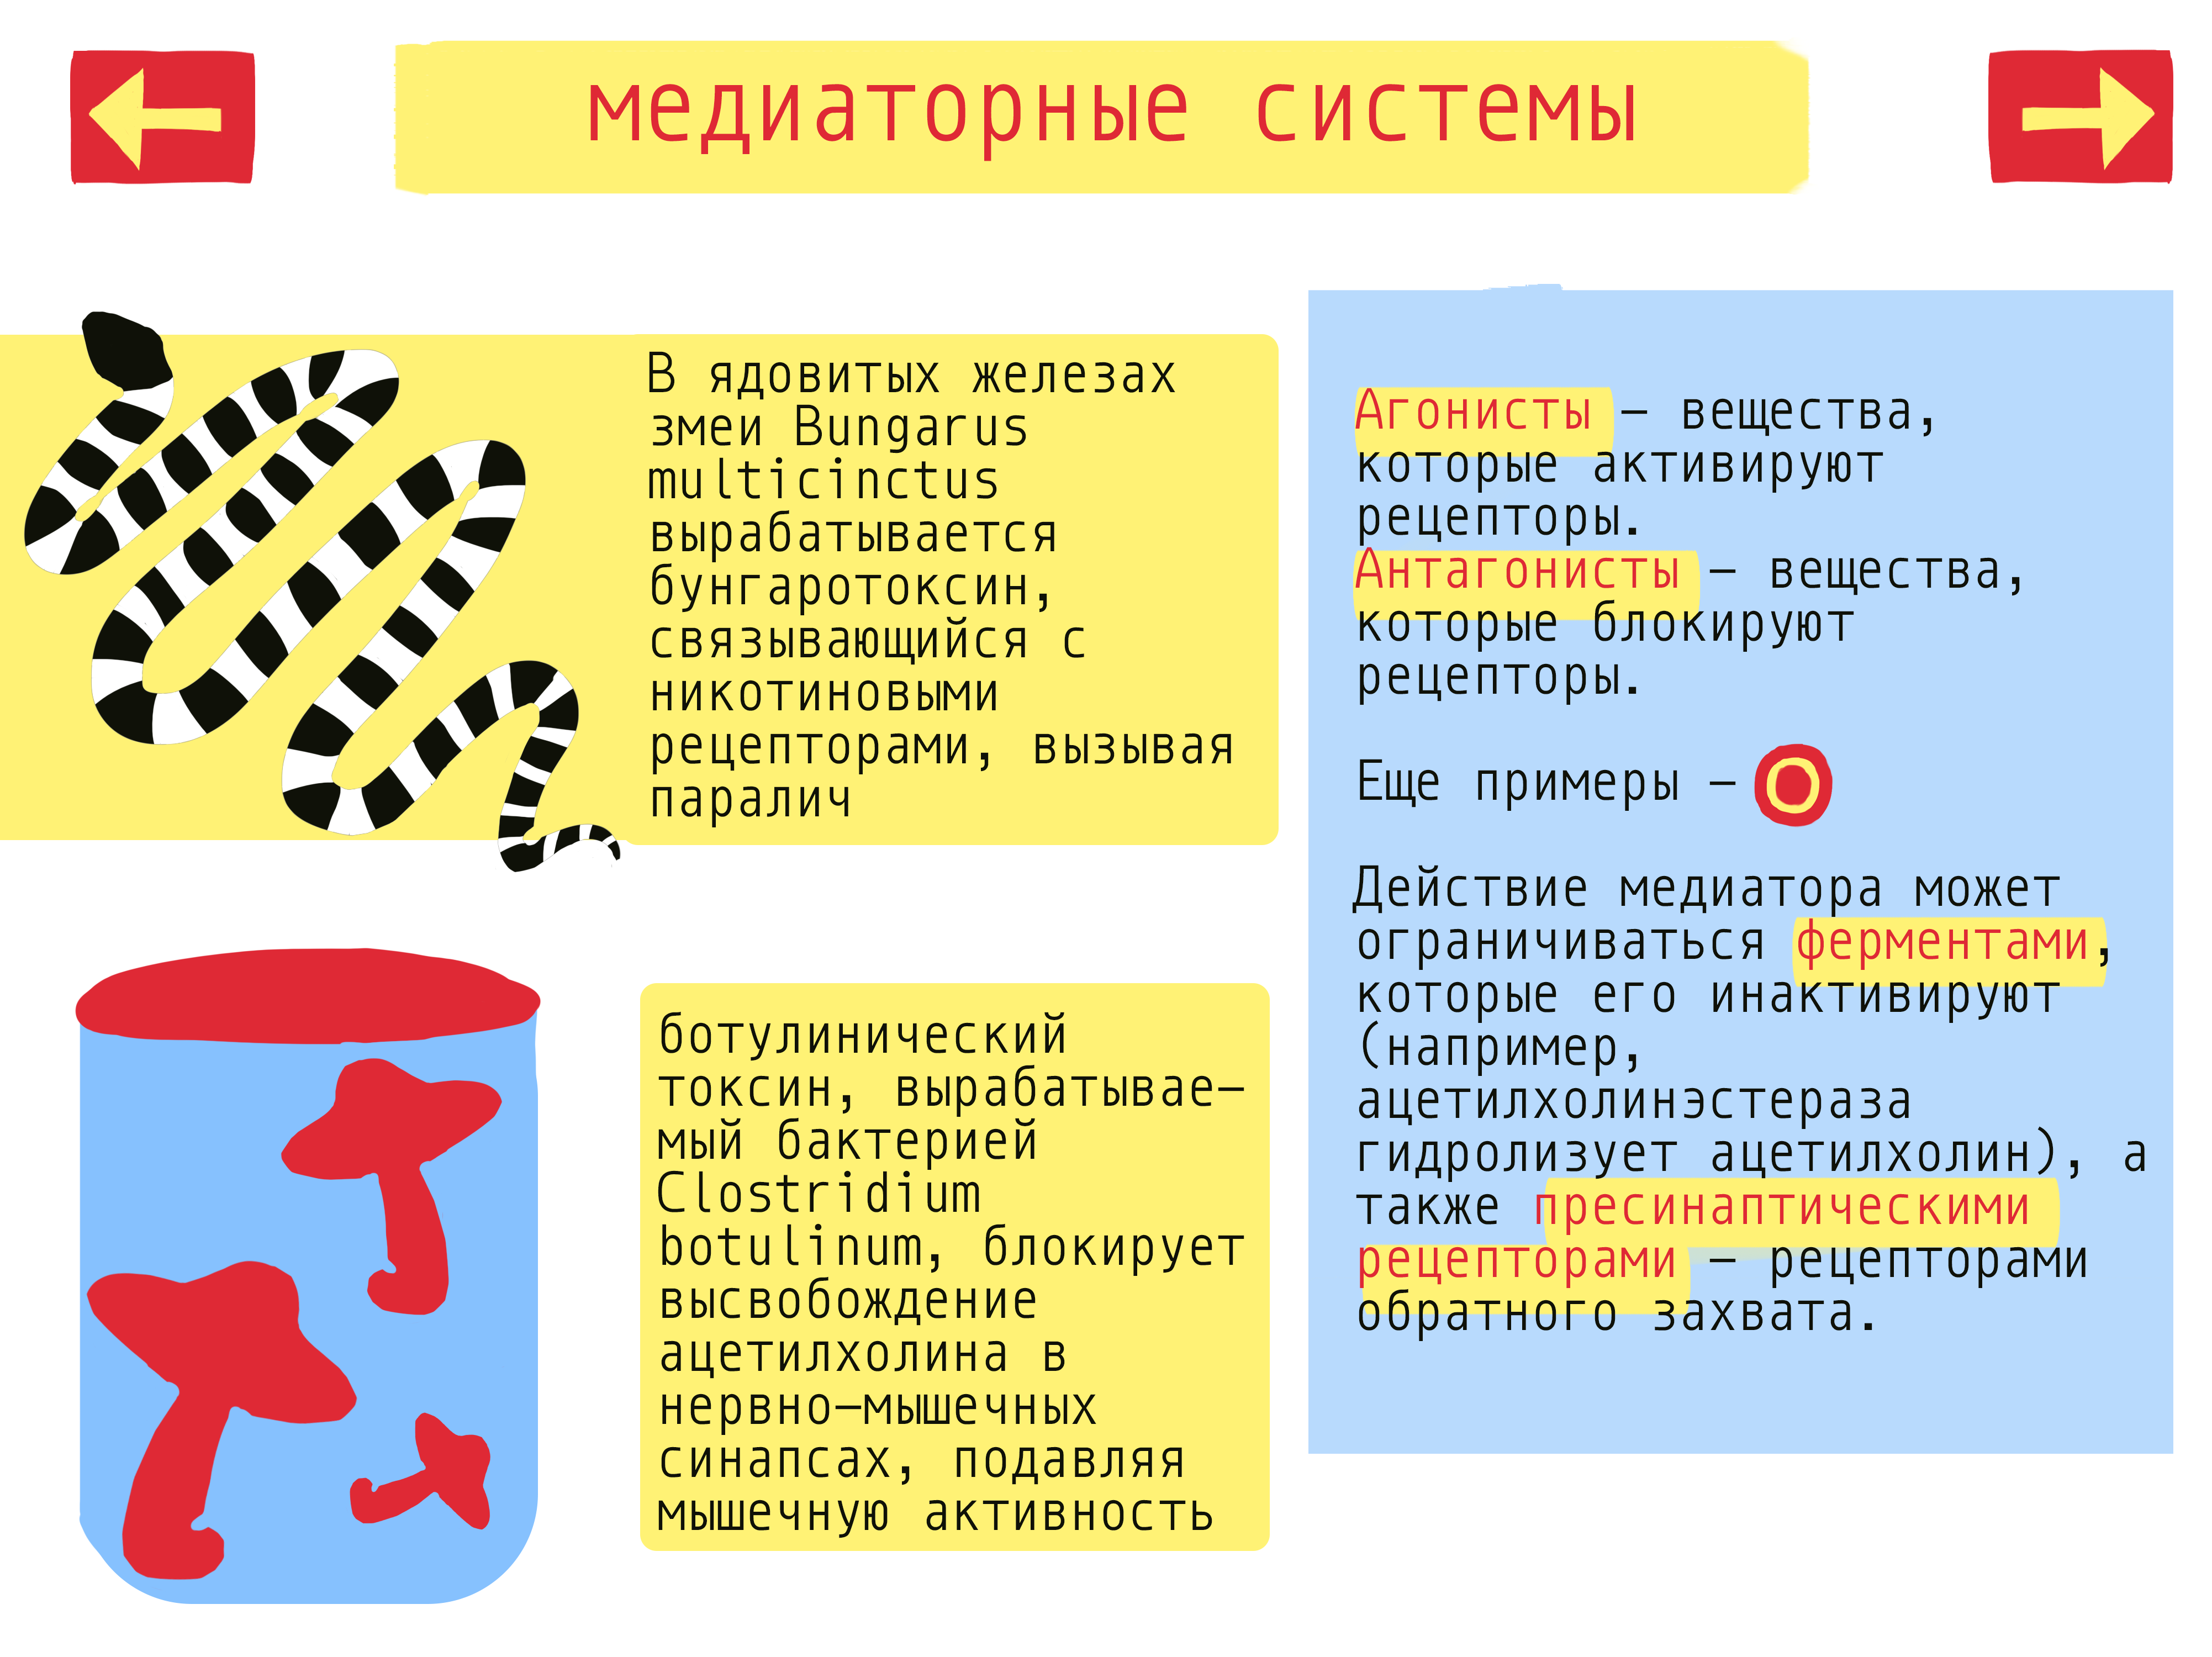 медиаторные системы
В ядовитых железах
змеи Bungarus
multicinctus
вырабатывается
бунгаротоксин,
связывающийся с
никотиновыми
рецепторами, вызывая
паралич
ботулинический
токсин, вырабатывае–
мый бактерией
Clostridium
botulinum, блокирует
высвобождение
ацетилхолина в
нервно–мышечных
синапсах, подавляя
мышечную активность
Агонисты – вещества,
которые активируют
рецепторы.
Антагонисты – вещества,
которые блокируют
рецепторы.
Еще примеры –
Действие медиатора может
ограничиваться ферментами,
которые его инактивируют
(например,
ацетилхолинэстераза
гидролизует ацетилхолин), а
также пресинаптическими
рецепторами – рецепторами
обратного захвата.